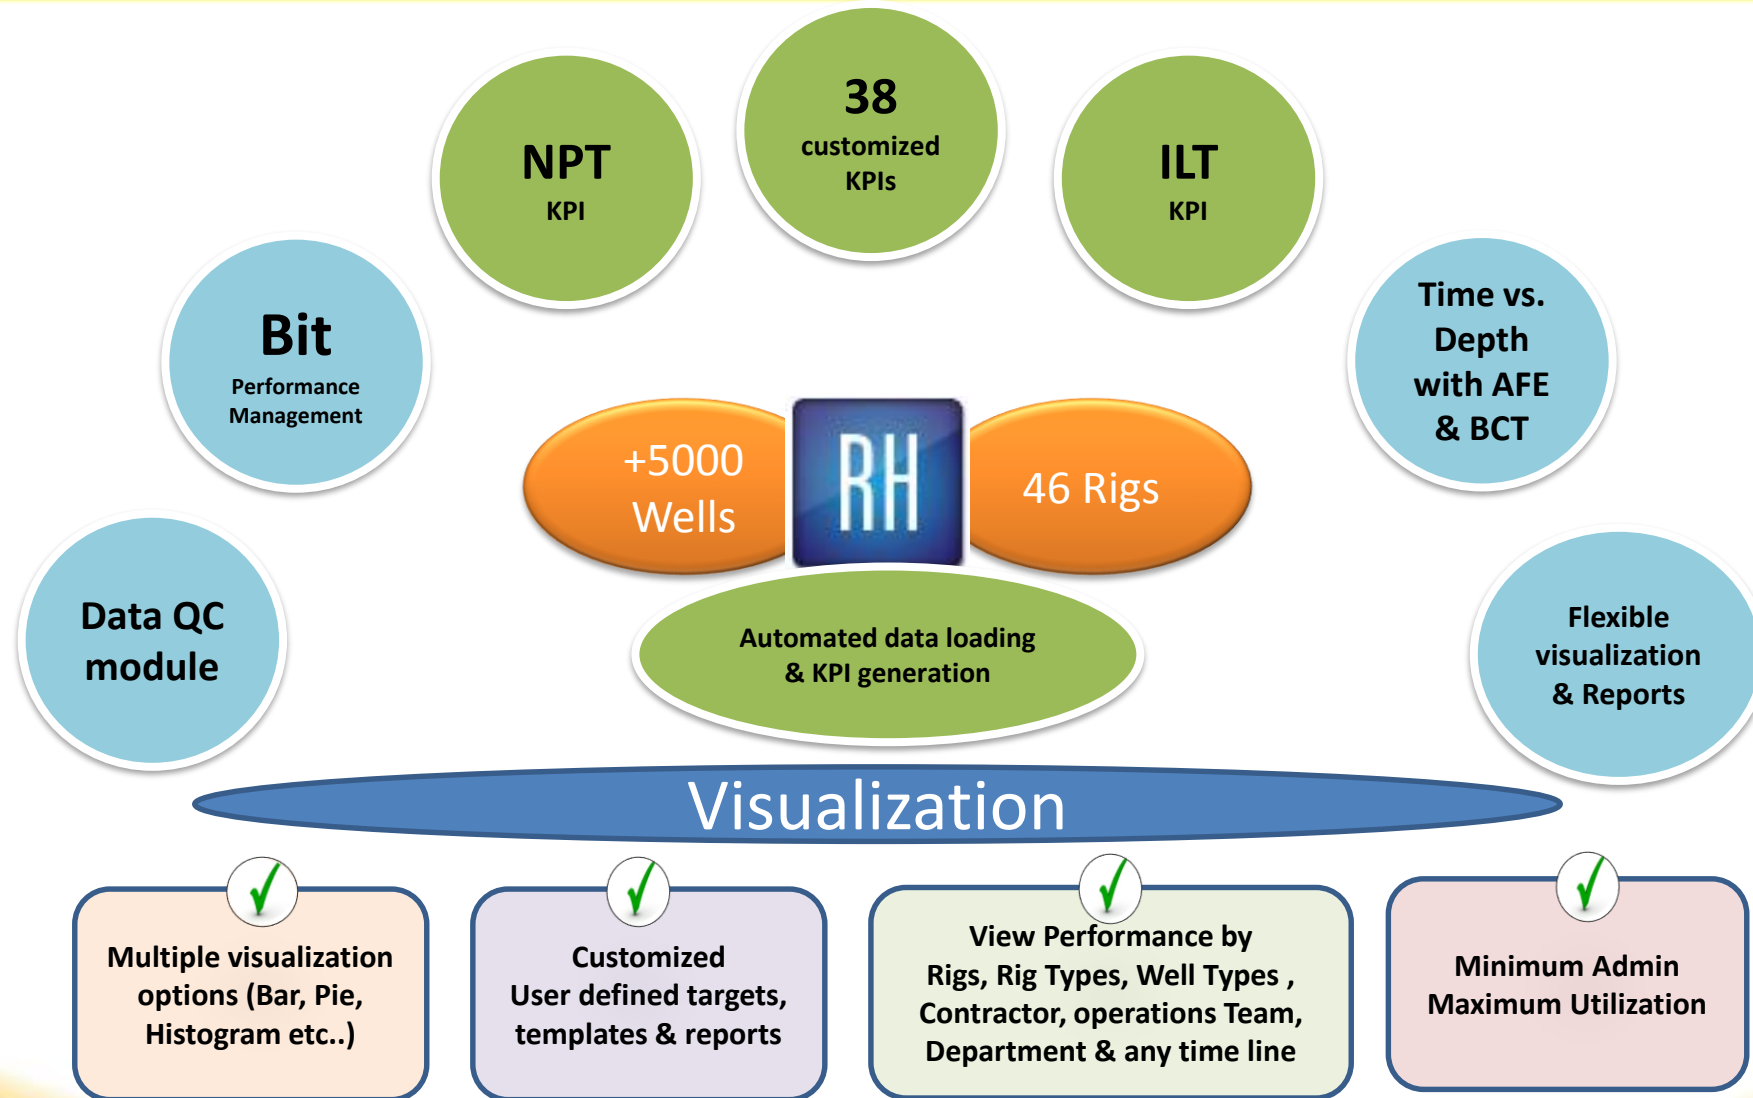 38
customized
KPIs
NPT
KPI
ILT
KPI
Bit
Performance
Management
Time vs.
Depth
with AFE
& BCT
+5000
Wells
RH
46 Rigs
Data QC
module
Automated data loading
& KPI generation
Flexible
visualization
& Reports
Visualization
Multiple visualization
options (Bar, Pie,
Histogram etc..)
Customized
User defined targets,
templates & reports
View Performance by
Rigs, Rig Types, Well Types ,
Contractor, operations Team,
Department & any time line
Minimum Admin
Maximum Utilization